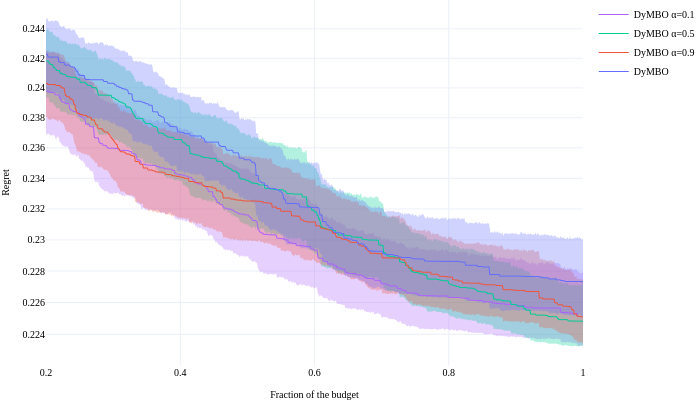 0.244
0.242
0.24
0.238
0.236
0.234
0.232
0.23
0.228
0.226
0.224
Regret
0.2
0.4
0.6
0.8
1
Fraction of the budget
DyMBO α=0.1
DyMBO α=0.5
DyMBO α=0.9
DyMBO